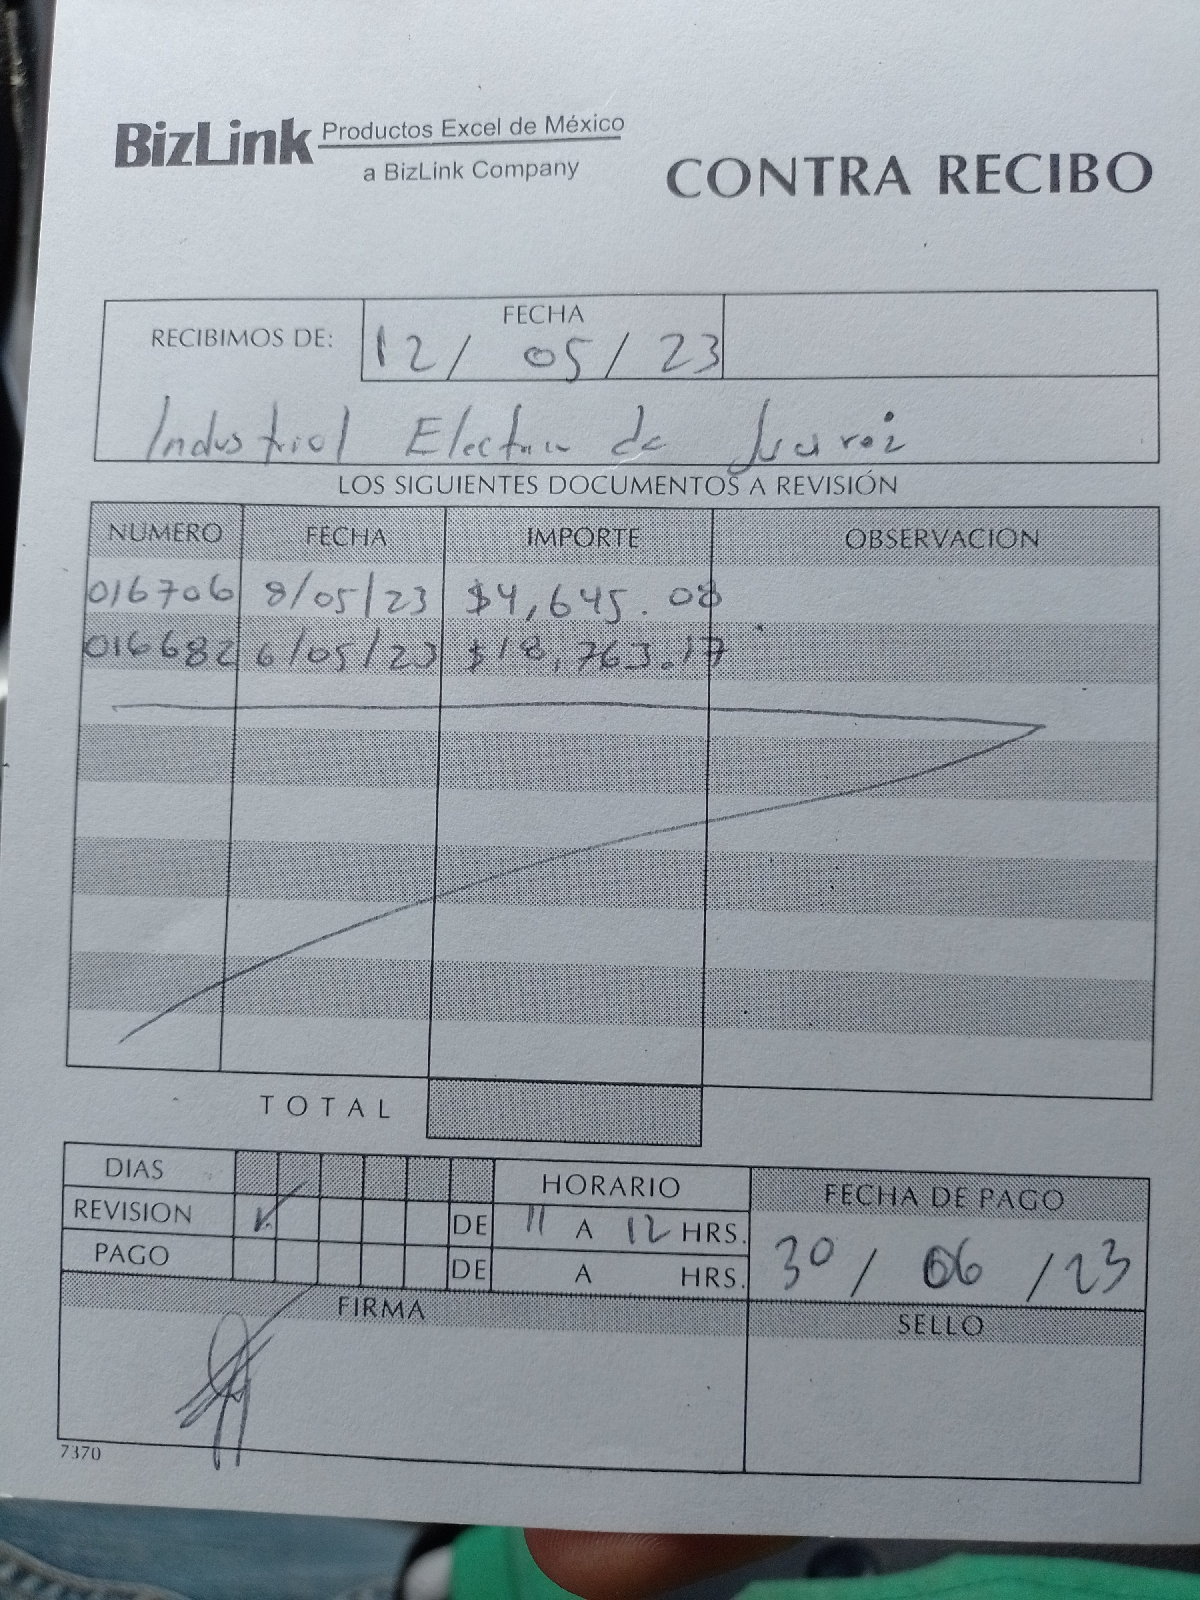 BizLink Productos Excel de México
a BizLink Company
CONTRA RECIBO
RECIBIMOS DE:
FECHA
12/ 05/ 23
Industrial Electrica de Juarez
LOS SIGUIENTES DOCUMENTOS A REVISIÓN
NUMERO FECHA IMPORTE OBSERVACION
016706 8/05/23 $4,645.08
016682 6/05/23 $18,763.17
TOTAL
DIAS HORARIO FECHA DE PAGO
REVISION DE 11 A 12 HRS.
PAGO DE A HRS.
30/ 06 /23
FIRMA SELLO
7370